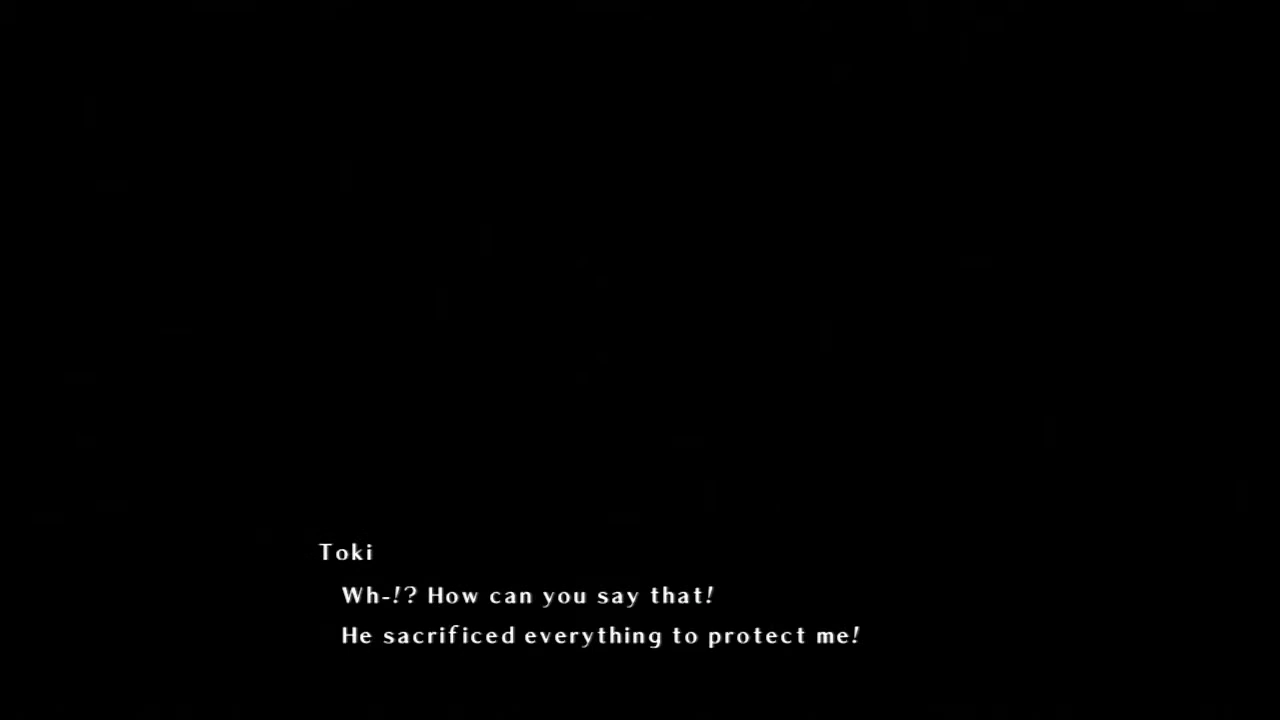 Toki
Wh-!? How can you say that!
He sacrificed everything to protect me!